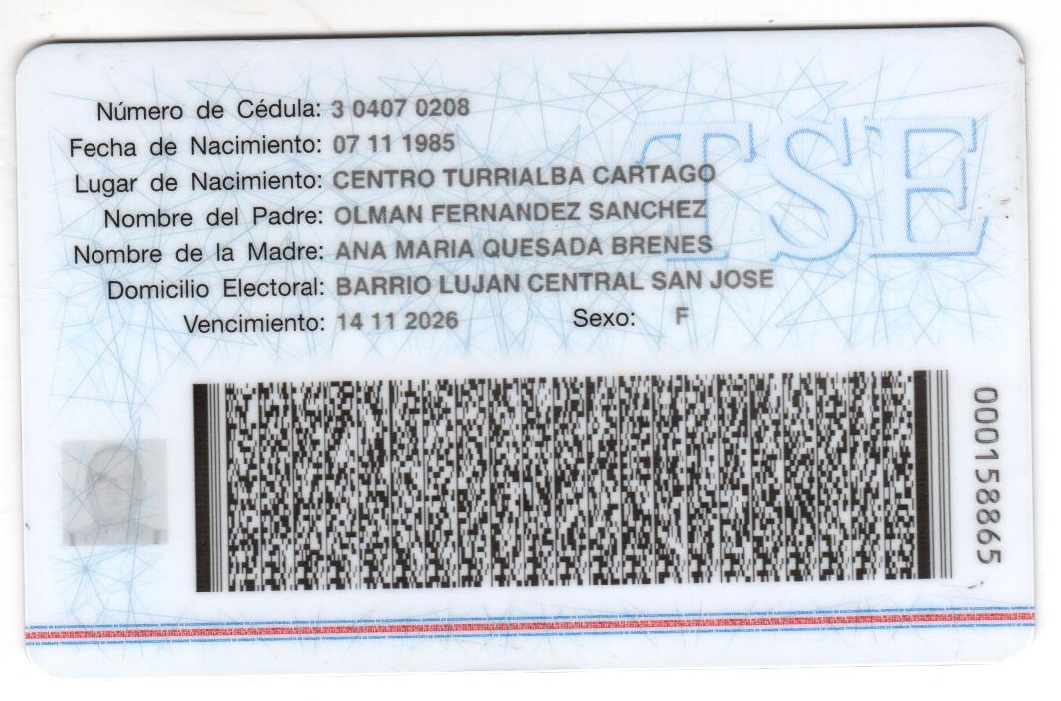 Número de Cédula: 3 0407 0208
Fecha de Nacimiento: 07 11 1985
Lugar de Nacimiento: CENTRO TURRIALBA CARTAGO
Nombre del Padre: OLMAN FERNANDEZ SANCHEZ
Nombre de la Madre: ANA MARIA QUESADA BRENES
Domicilio Electoral: BARRIO LUJAN CENTRAL SAN JOSE
Vencimiento: 14 11 2026 Sexo: F
TSE
000158865